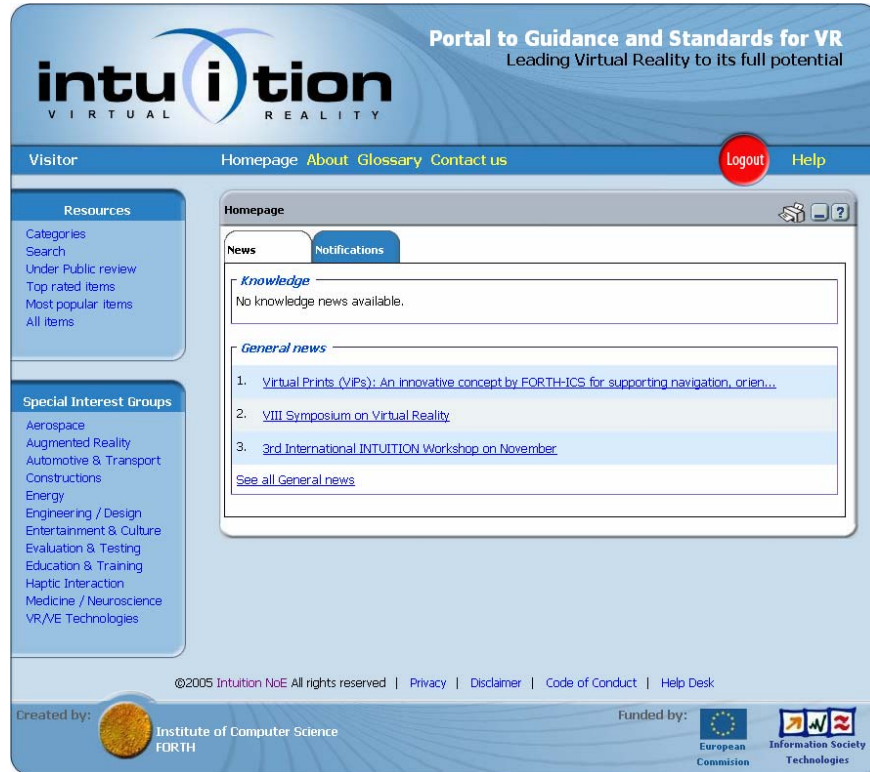 Portal to Guidance and Standards for VR
Leading Virtual Reality to its full potential
intuition
VIRTUAL REALITY
Visitor
Homepage About Glossary Contact us
Logout
Help
Resources
Categories
Search
Under Public review
Top rated items
Most popular items
All items
Special Interest Groups
Aerospace
Augmented Reality
Automotive & Transport
Constructions
Energy
Engineering / Design
Entertainment & Culture
Evaluation & Testing
Education & Training
Haptic Interaction
Medicine / Neuroscience
VR/VE Technologies
Homepage
?
News
Notifications
Knowledge
No knowledge news available.
General news
1. Virtual Prints (ViPs): An innovative concept by FORTH-ICS for supporting navigation, orien...
2. VIII Symposium on Virtual Reality
3. 3rd International INTUITION Workshop on November
See all General news
©2005 Intuition NoE All rights reserved | Privacy | Disclaimer | Code of Conduct | Help Desk
Created by:
Institute of Computer Science
FORTH
Funded by:
European
Commision
Information Society
Technologies